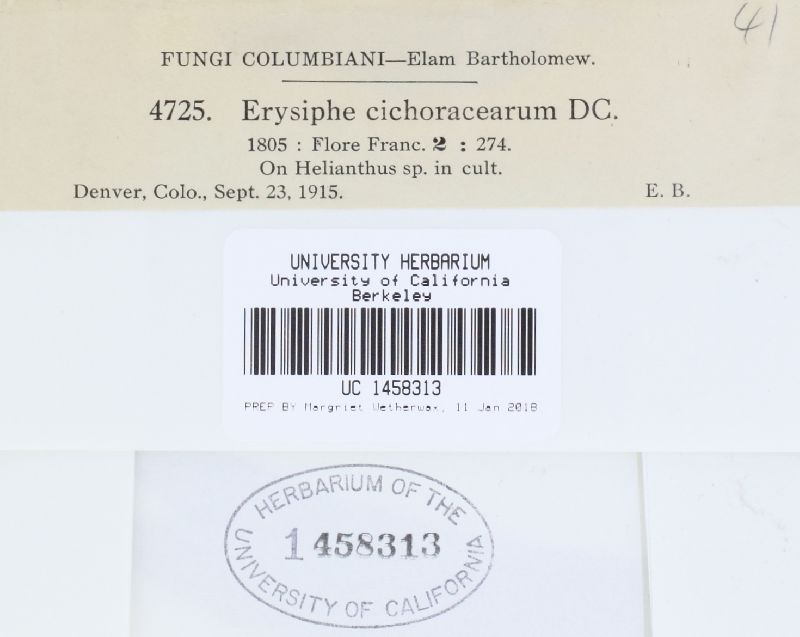 41
FUNGI COLUMBIANI—Elam Bartholomew.
4725. Erysiphe cichoracearum DC.
1805 : Flore Franc. 2 : 274.
On Helianthus sp. in cult.
Denver, Colo., Sept. 23, 1915. E. B.
UNIVERSITY HERBARIUM
University of California
Berkeley
UC 1458313
PREP BY Margriet Wetherwax, 11 Jan 2018
HERBARIUM OF THE
1458313
UNIVERSITY OF CALIFORNIA